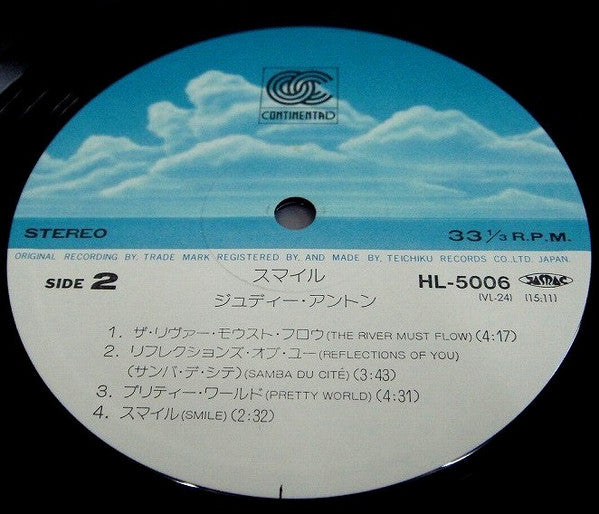 CONTINENTAL
STEREO
33 1/3 R.P.M.
ORIGINAL RECORDING BY, TRADE MARK REGISTERED BY, AND MADE BY, TEICHIKU RECORDS CO., LTD. JAPAN.
SIDE 2
スマイル
HL-5006 JASRAC
ジュディー・アントン
(VL-24) (15:11)
1. ザ・リヴァー・モウスト・フロウ(THE RIVER MUST FLOW)(4:17)
2. リフレクションズ・オブ・ユー(REFLECTIONS OF YOU)
(サンバ・デ・シテ)(SAMBA DU CITÉ)(3:43)
3. プリティー・ワールド(PRETTY WORLD)(4:31)
4. スマイル(SMILE)(2:32)